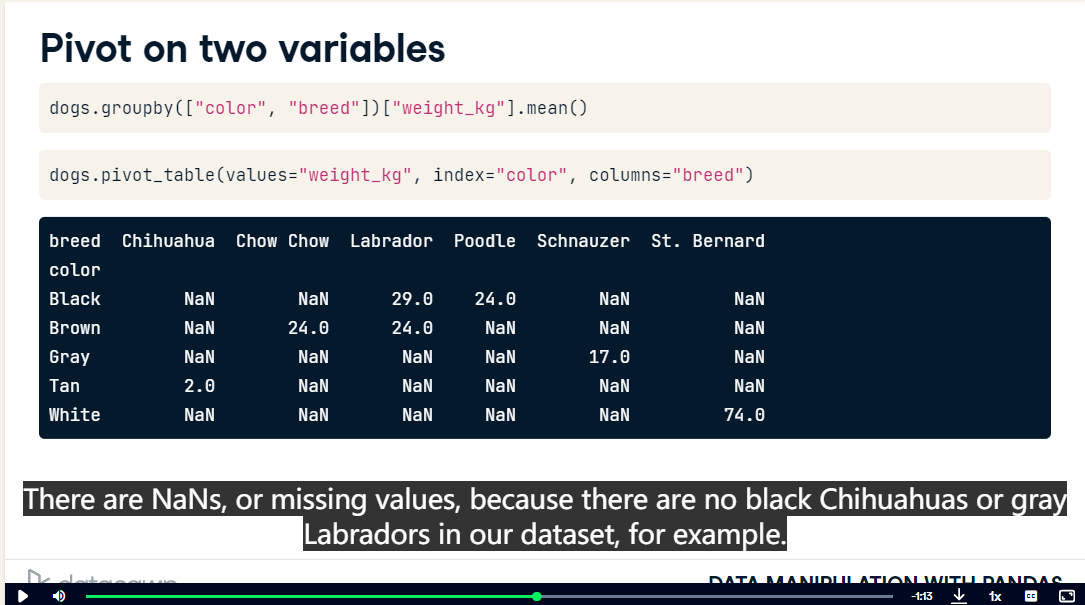 Pivot on two variables
dogs.groupby(["color", "breed"])["weight_kg"].mean()
dogs.pivot_table(values="weight_kg", index="color", columns="breed")
breed Chihuahua Chow Chow Labrador Poodle Schnauzer St. Bernard
color
Black NaN NaN 29.0 24.0 NaN NaN
Brown NaN 24.0 24.0 NaN NaN NaN
Gray NaN NaN NaN NaN 17.0 NaN
Tan 2.0 NaN NaN NaN NaN NaN
White NaN NaN NaN NaN NaN 74.0
There are NaNs, or missing values, because there are no black Chihuahuas or gray
Labradors in our dataset, for example.
datacamp
DATA MANIPULATION WITH PANDAS
-1:13 1x CC